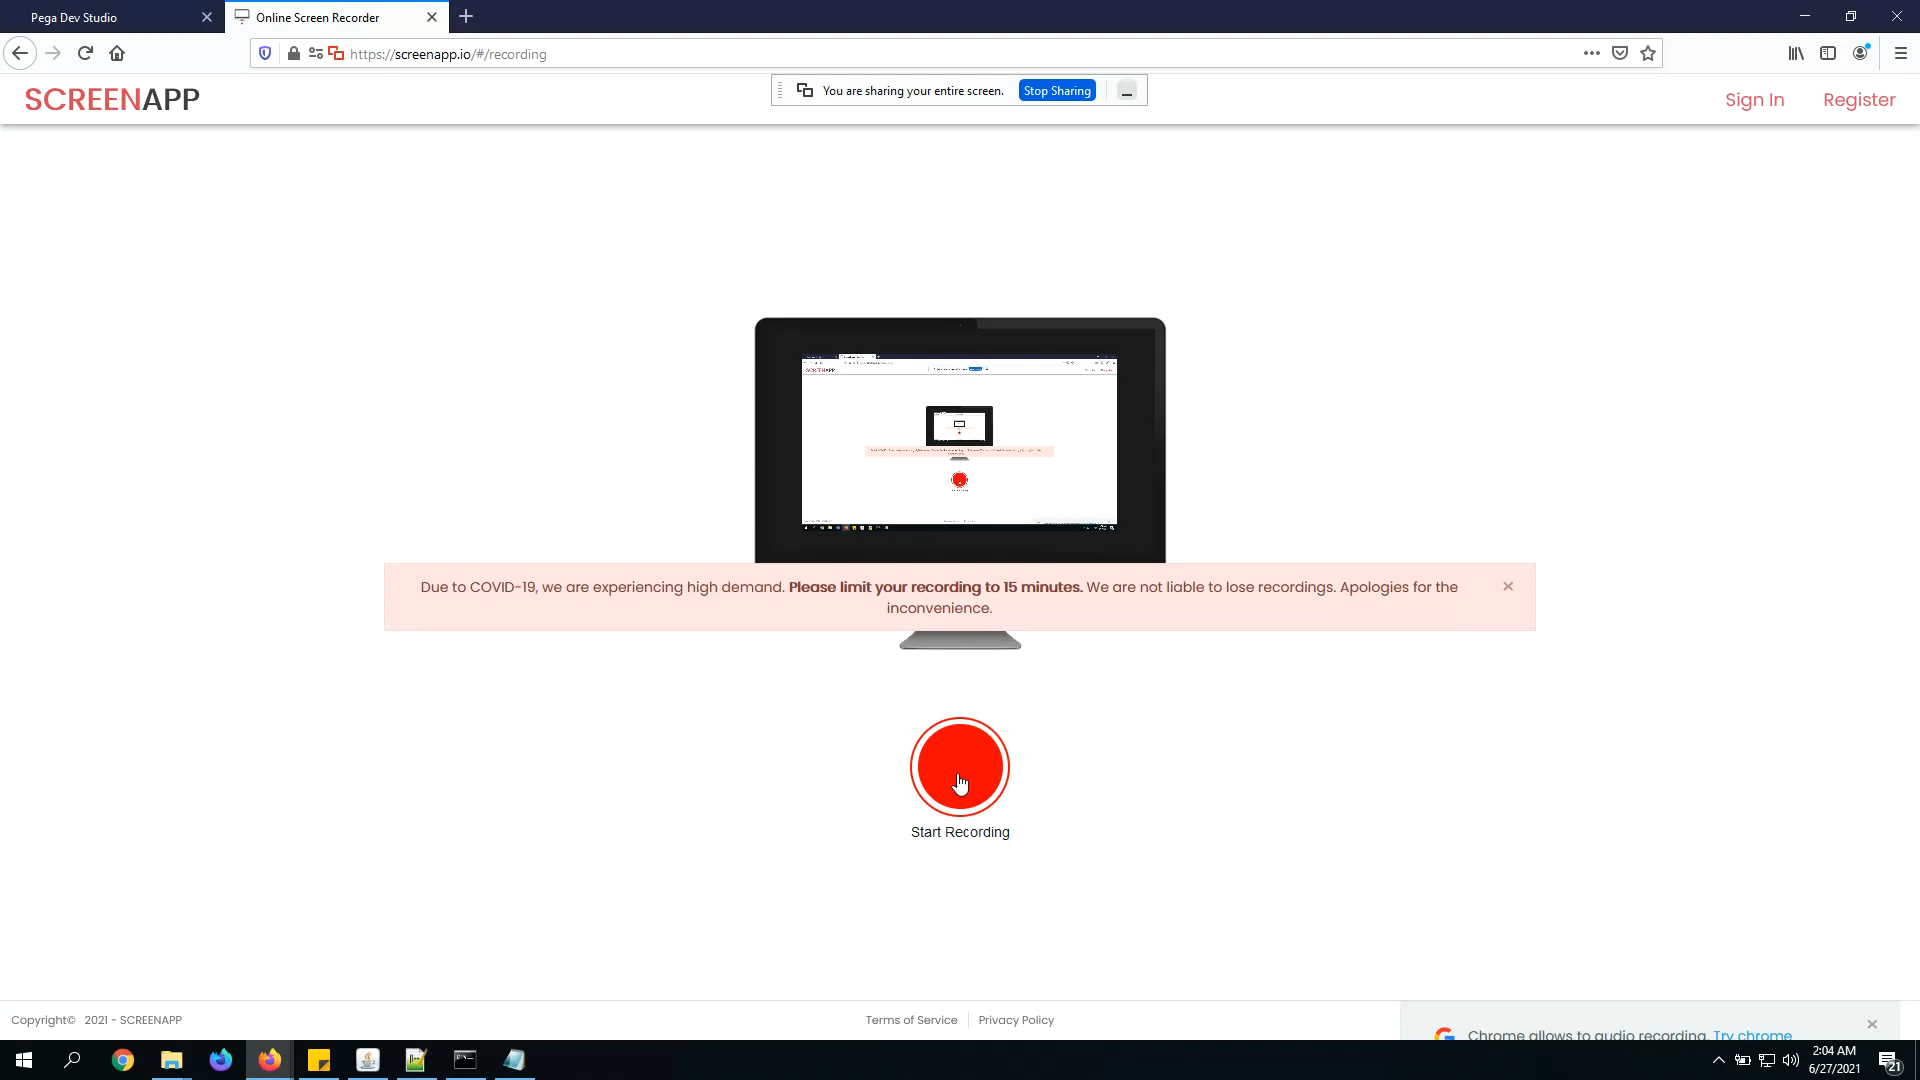 Pega Dev Studio
Online Screen Recorder
https://screenapp.io/#/recording
You are sharing your entire screen.
Stop Sharing
SCREENAPP
Sign In
Register
Due to COVID-19, we are experiencing high demand. Please limit your recording to 15 minutes. We are not liable to lose recordings. Apologies for the
inconvenience.
Start Recording
Copyright© 2021 - SCREENAPP
Terms of Service
Privacy Policy
Chrome allows to audio recording. Try chrome
2:04 AM
6/27/2021
21